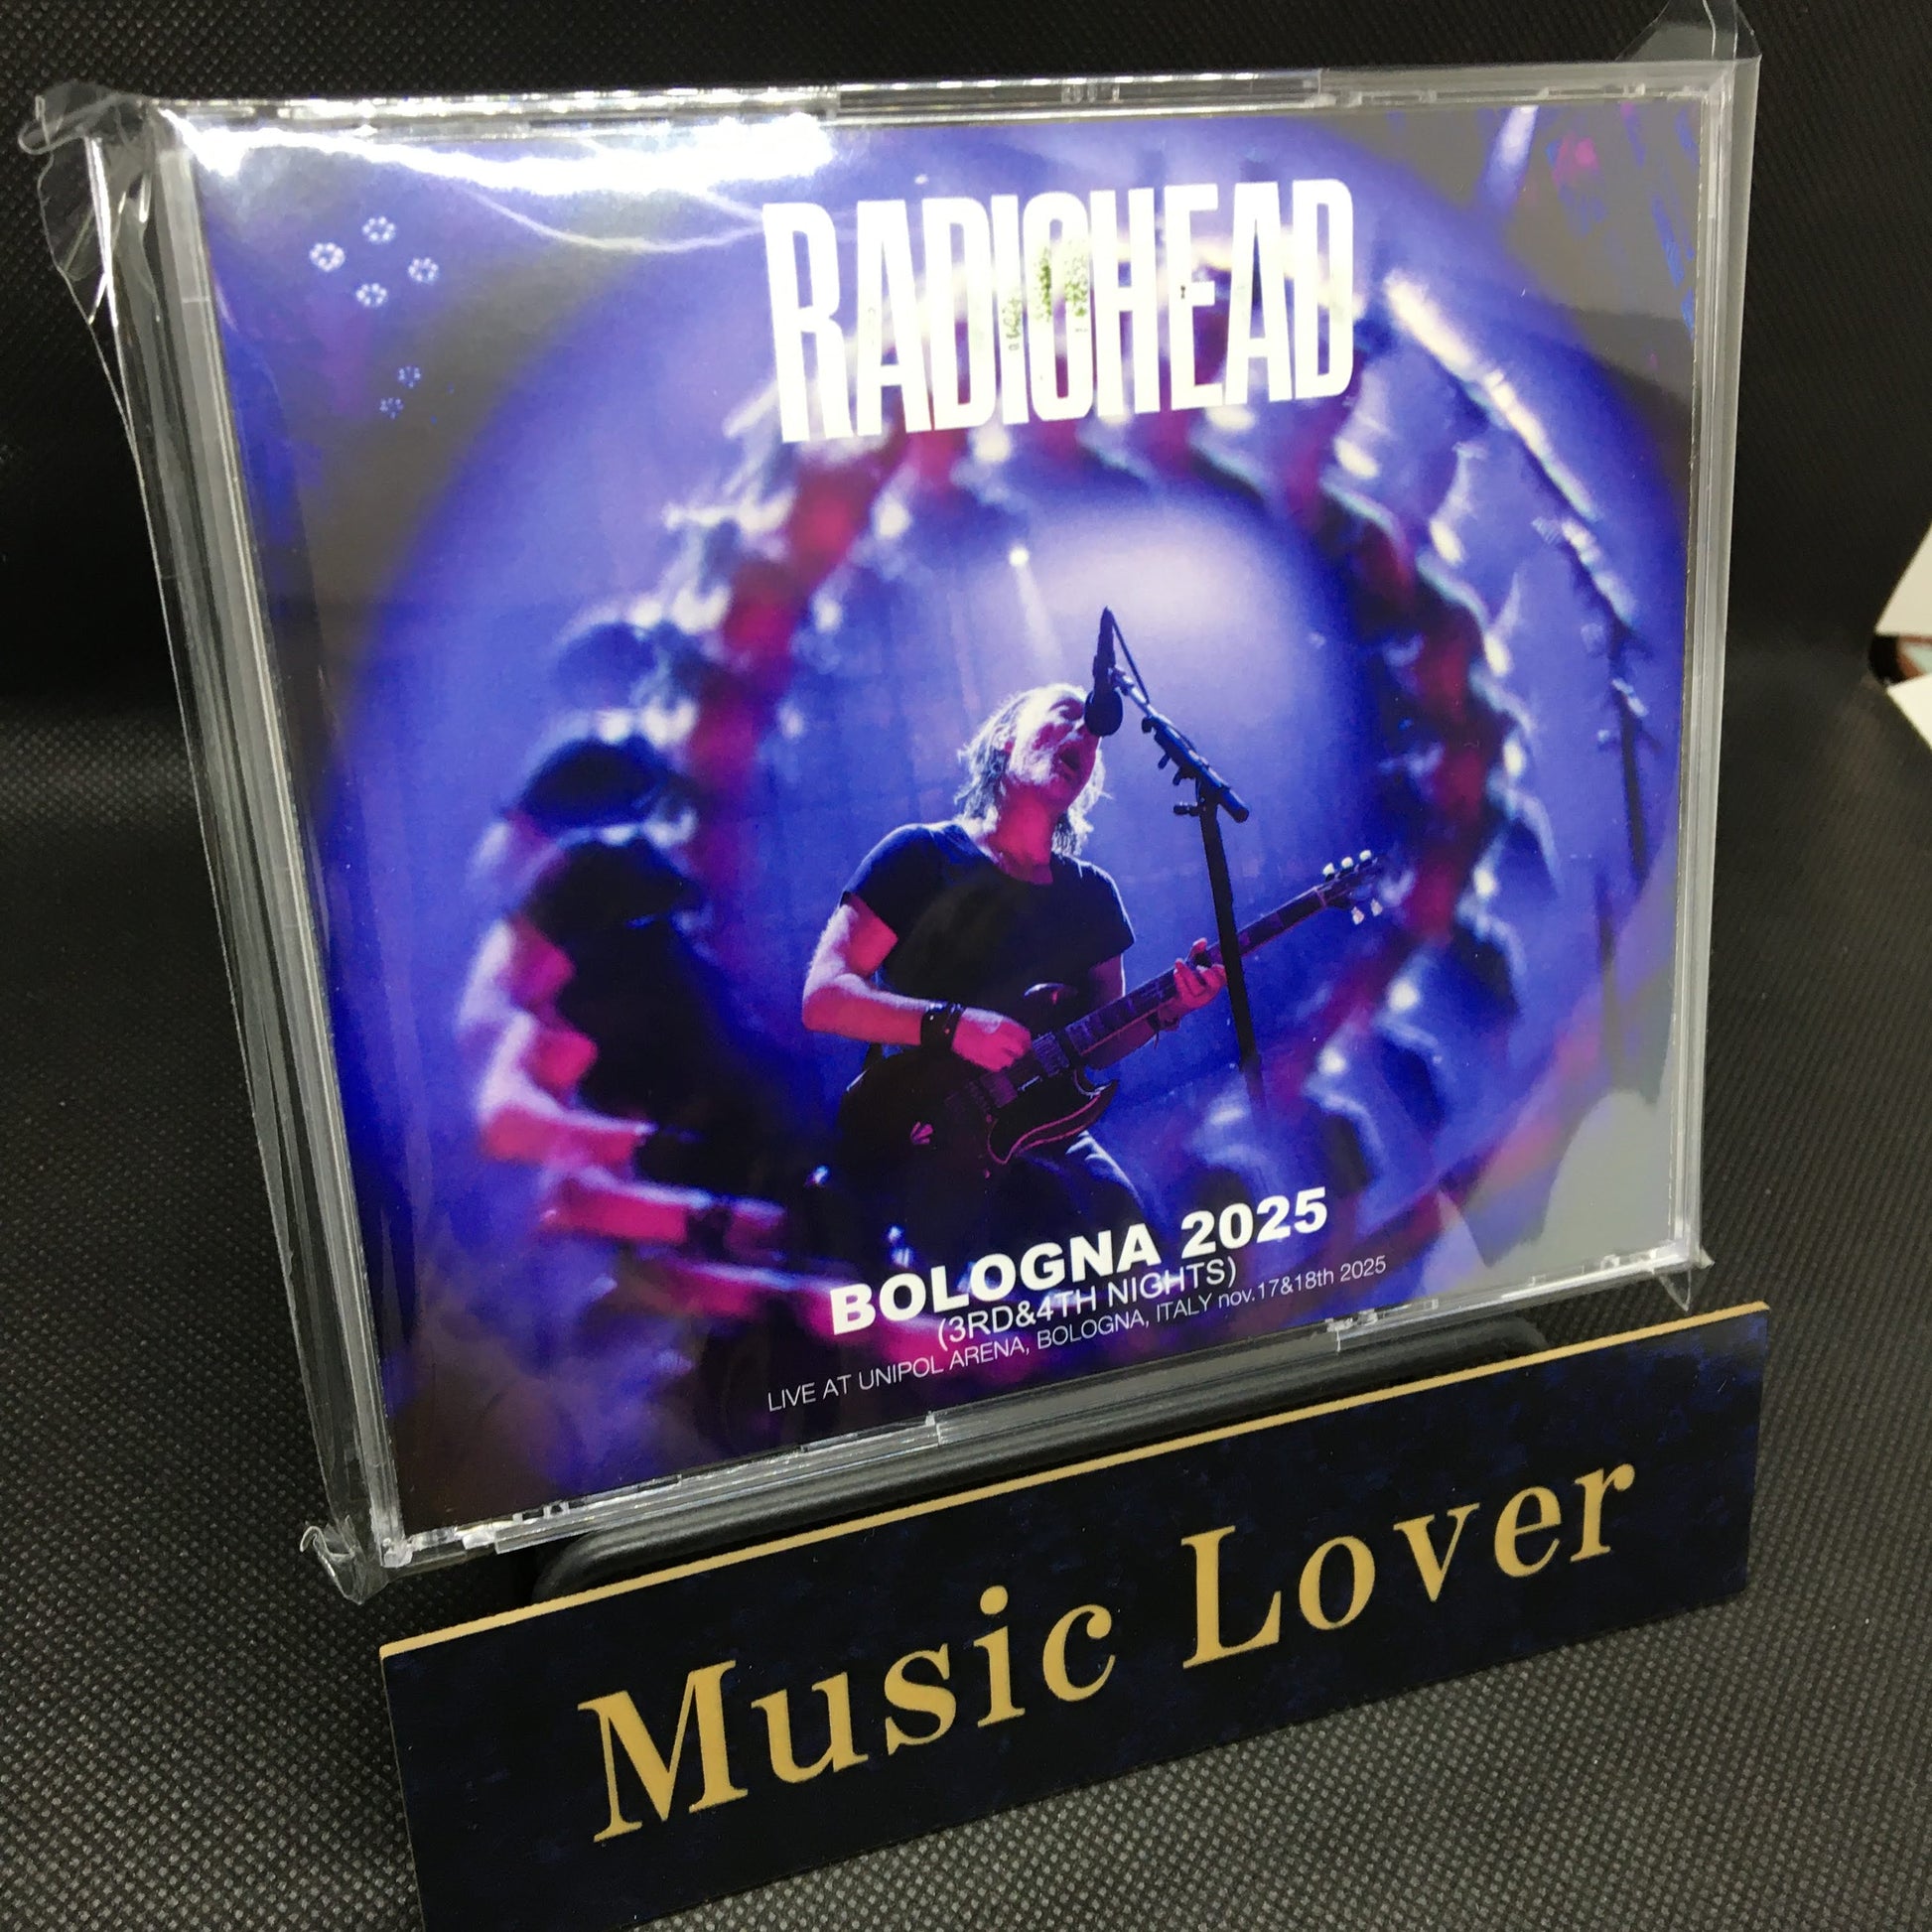 RADIOHEAD
BOLOGNA 2025
(3RD&4TH NIGHTS)
LIVE AT UNIPOL ARENA, BOLOGNA, ITALY nov.17&18th 2025
Music Lover